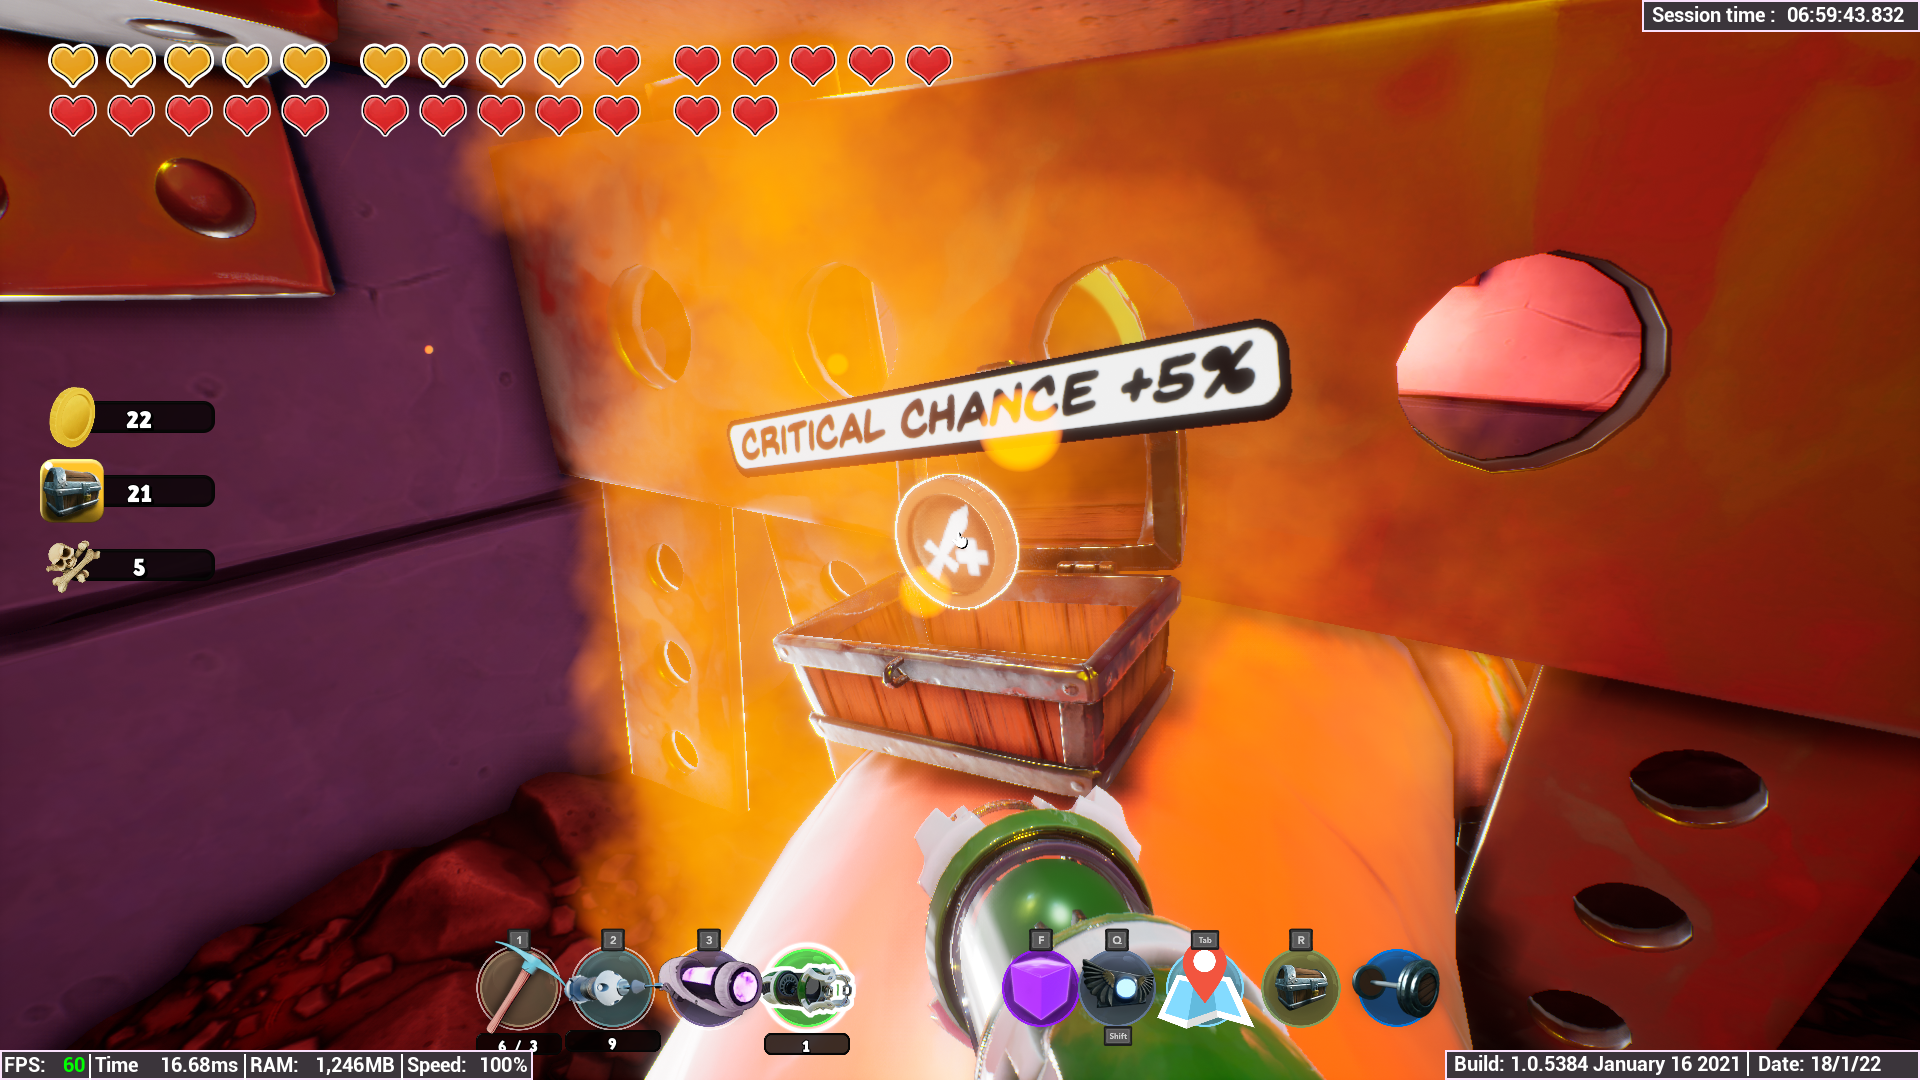 Session time : 06:59:43.832
22
21
5
CRITICAL CHANCE +5%
1
2
3
F
Q
Tab
R
Shift
6 / 3
9
1
FPS: 60 Time 16.68ms RAM: 1,246MB Speed: 100%
Build: 1.0.5384 January 16 2021 Date: 18/1/22